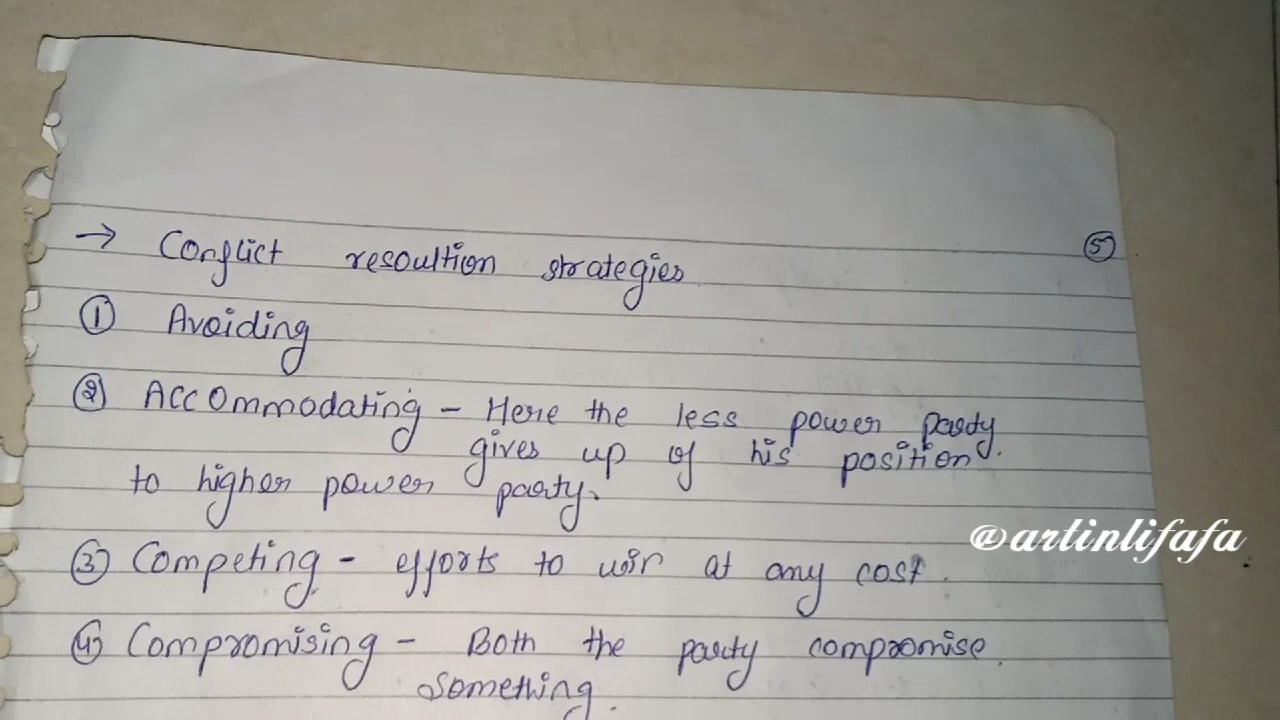 → Conflict resoultion strategies ⑤
① Avoiding
② Accommodating - Here the less power party
gives up of his position
to higher power party.
③ Competing - efforts to win at any cost.
④ Compromising - Both the party compromise
something.
@artinlifafa